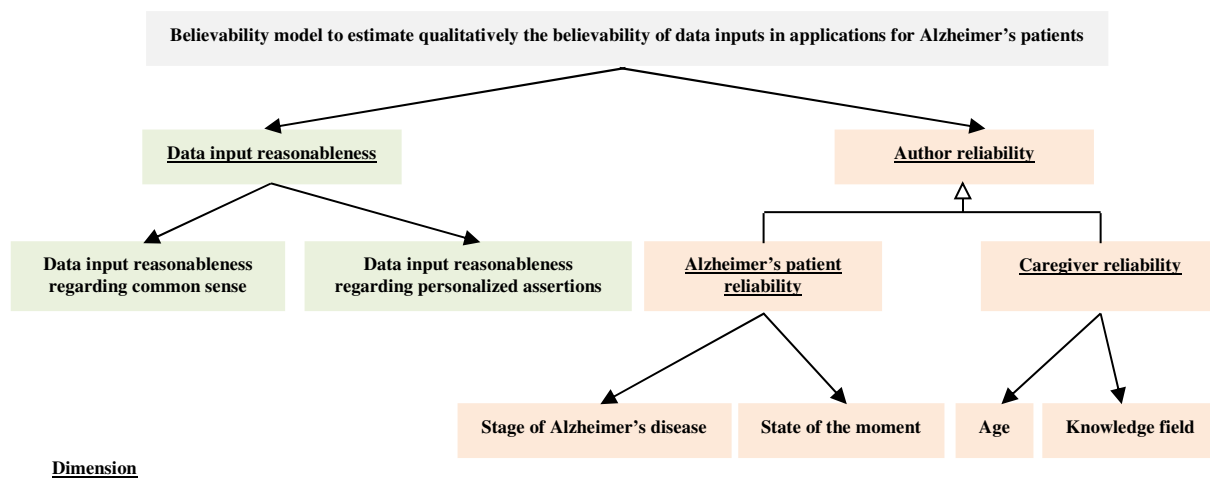 Believability model to estimate qualitatively the believability of data inputs in applications for Alzheimer’s patients
Data input reasonableness
Author reliability
Data input reasonableness
regarding common sense
Data input reasonableness
regarding personalized assertions
Alzheimer’s patient
reliability
Caregiver reliability
Stage of Alzheimer’s disease
State of the moment
Age
Knowledge field
Dimension